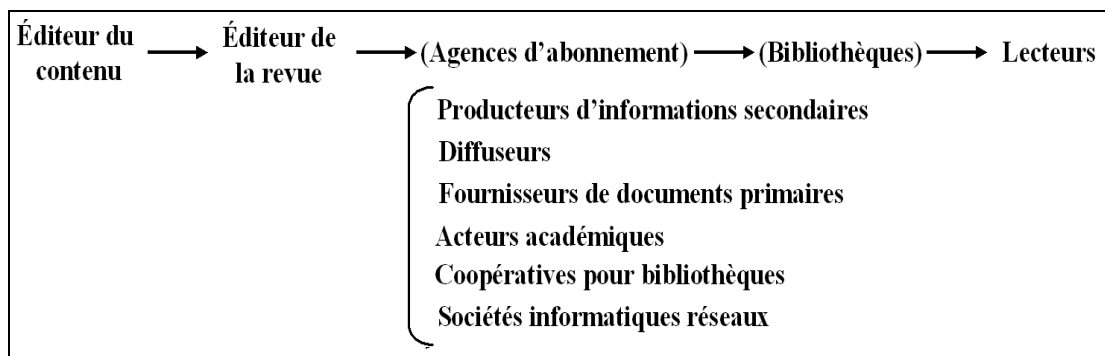 Éditeur du contenu
Éditeur de la revue
(Agences d’abonnement)
(Bibliothèques)
Lecteurs
Producteurs d’informations secondaires
Diffuseurs
Fournisseurs de documents primaires
Acteurs académiques
Coopératives pour bibliothèques
Sociétés informatiques réseaux